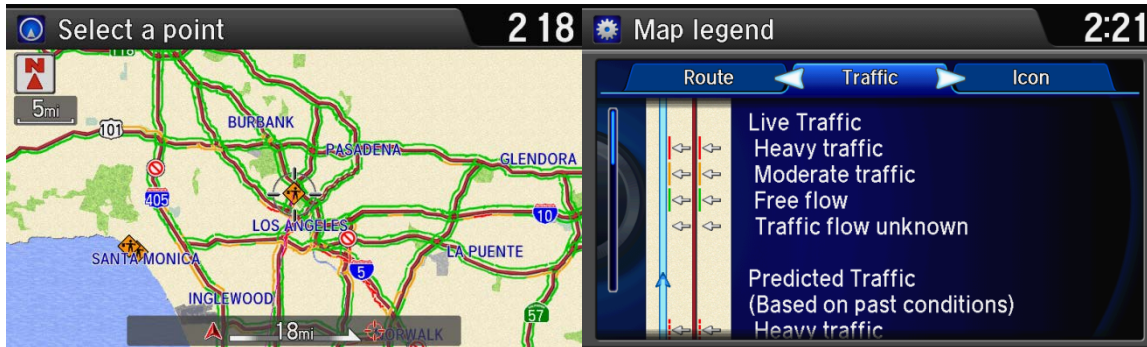 Select a point
2 18
N
5mi
118
101
BURBANK
PASADENA
GLENDORA
405
10
LOS ANGELES
SANTA MONICA
LA PUENTE
5
INGLEWOOD
57
18mi
NORWALK
Map legend
2:21
Route
Traffic
Icon
Live Traffic
Heavy traffic
Moderate traffic
Free flow
Traffic flow unknown
Predicted Traffic
(Based on past conditions)
Heavy traffic